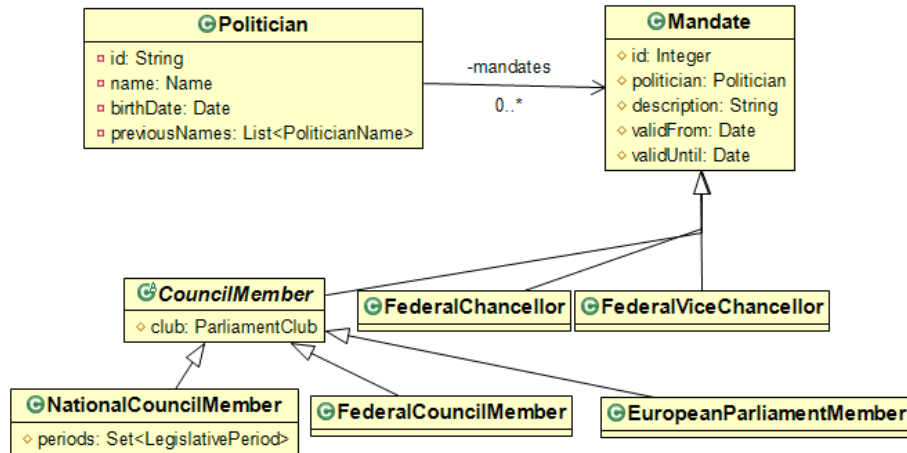 Politician
id: String
name: Name
birthDate: Date
previousNames: List<PoliticianName>
-mandates
0..*
Mandate
id: Integer
politician: Politician
description: String
validFrom: Date
validUntil: Date
CouncilMember
club: ParliamentClub
FederalChancellor
FederalViceChancellor
NationalCouncilMember
periods: Set<LegislativePeriod>
FederalCouncilMember
EuropeanParliamentMember